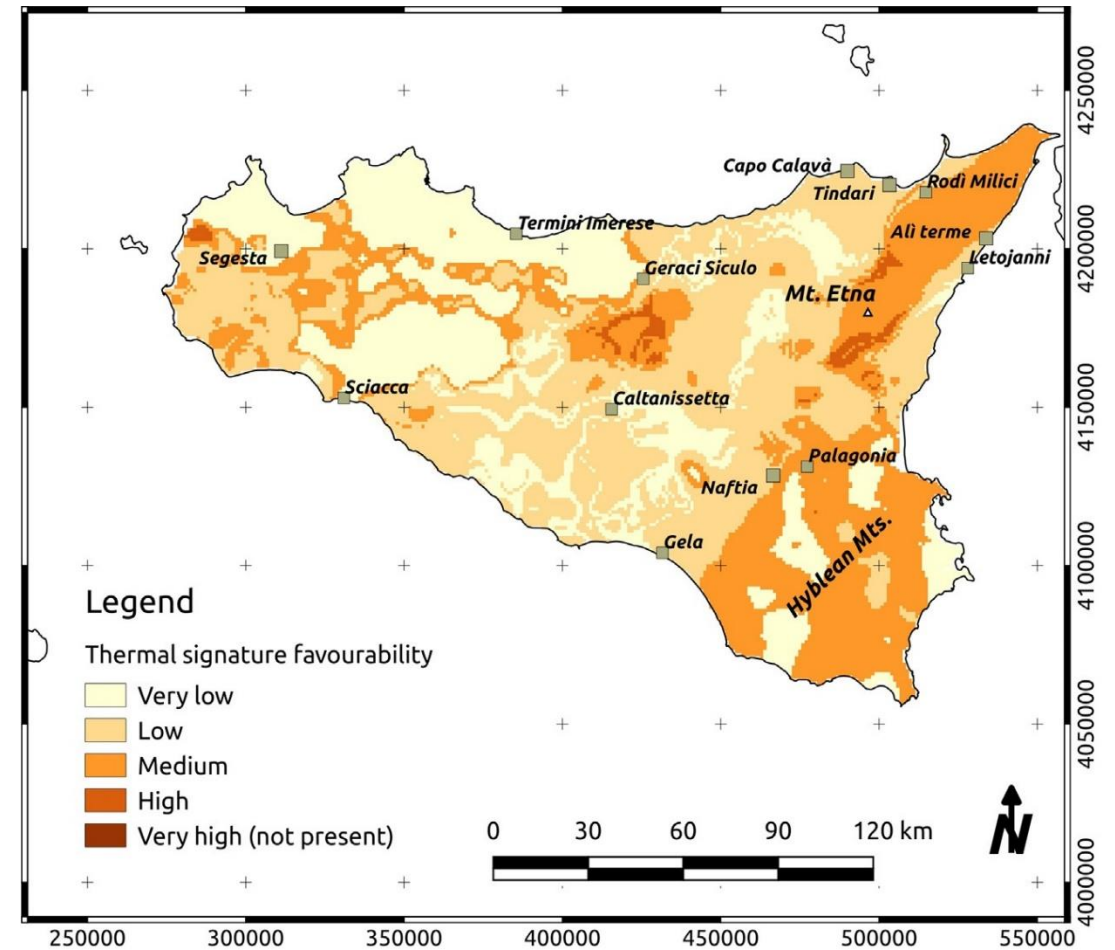 4250000
Capo Calavà
Tindari
Rodì Milici
Termini Imerese
Alì terme
4200000
Segesta
Letojanni
Geraci Siculo
Mt. Etna
Sciacca
Caltanissetta
4150000
Palagonia
Naftia
Gela
Hyblean Mts.
4100000
Legend
Thermal signature favourability
Very low
Low
4050000
Medium
High
Very high (not present)
0 30 60 90 120 km
N
4000000
250000 300000 350000 400000 450000 500000 550000